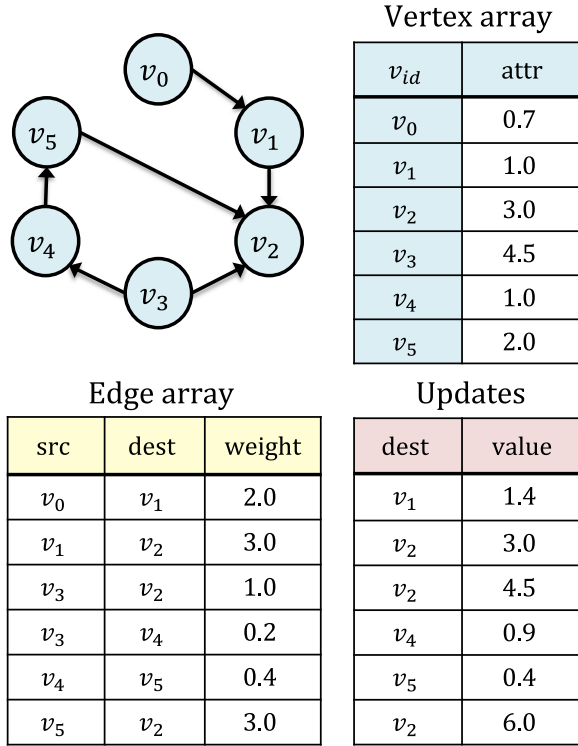 Vertex array
v0
v1
v2
v3
v4
v5
vid attr
v0 0.7
v1 1.0
v2 3.0
v3 4.5
v4 1.0
v5 2.0
Edge array
src dest weight
v0 v1 2.0
v1 v2 3.0
v3 v2 1.0
v3 v4 0.2
v4 v5 0.4
v5 v2 3.0
Updates
dest value
v1 1.4
v2 3.0
v2 4.5
v4 0.9
v5 0.4
v2 6.0